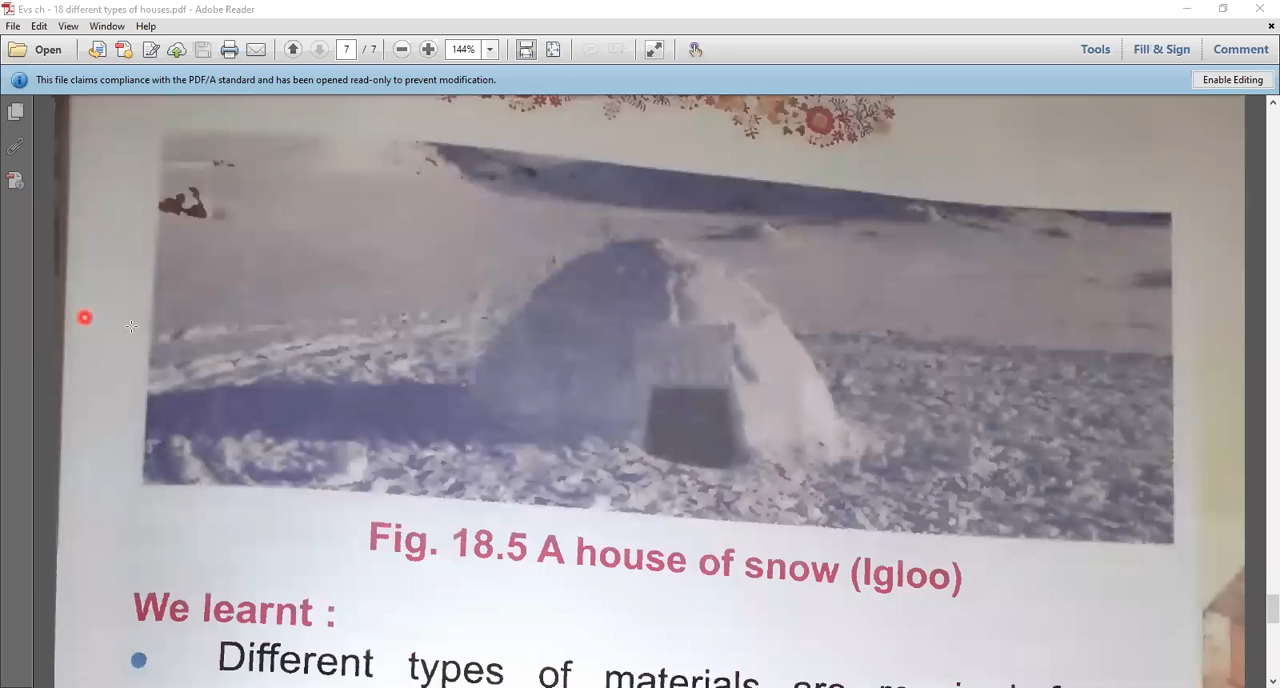 Evs ch - 18 different types of houses.pdf - Adobe Reader
File Edit View Window Help
Open 7 / 7 144% Tools Fill & Sign Comment
This file claims compliance with the PDF/A standard and has been opened read-only to prevent modification. Enable Editing
Fig. 18.5 A house of snow (Igloo)
We learnt :
Different types of materials are